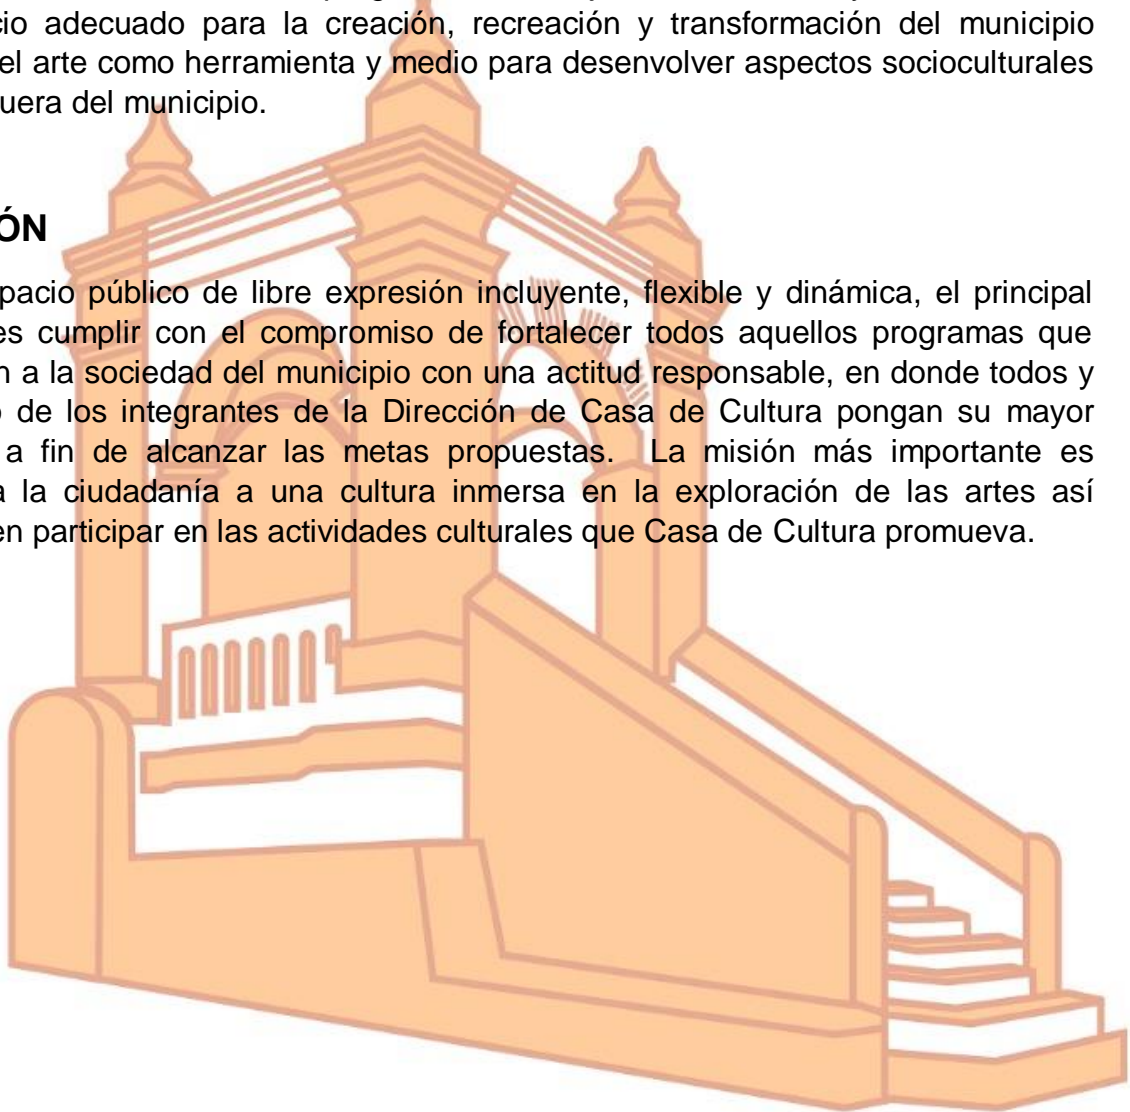 cio adecuado para la creación, recreación y transformación del municipio
el arte como herramienta y medio para desenvolver aspectos socioculturales
uera del municipio.
ÓN
pacio público de libre expresión incluyente, flexible y dinámica, el principal
es cumplir con el compromiso de fortalecer todos aquellos programas que
n a la sociedad del municipio con una actitud responsable, en donde todos y
o de los integrantes de la Dirección de Casa de Cultura pongan su mayor
a fin de alcanzar las metas propuestas. La misión más importante es
a la ciudadanía a una cultura inmersa en la exploración de las artes así
en participar en las actividades culturales que Casa de Cultura promueva.